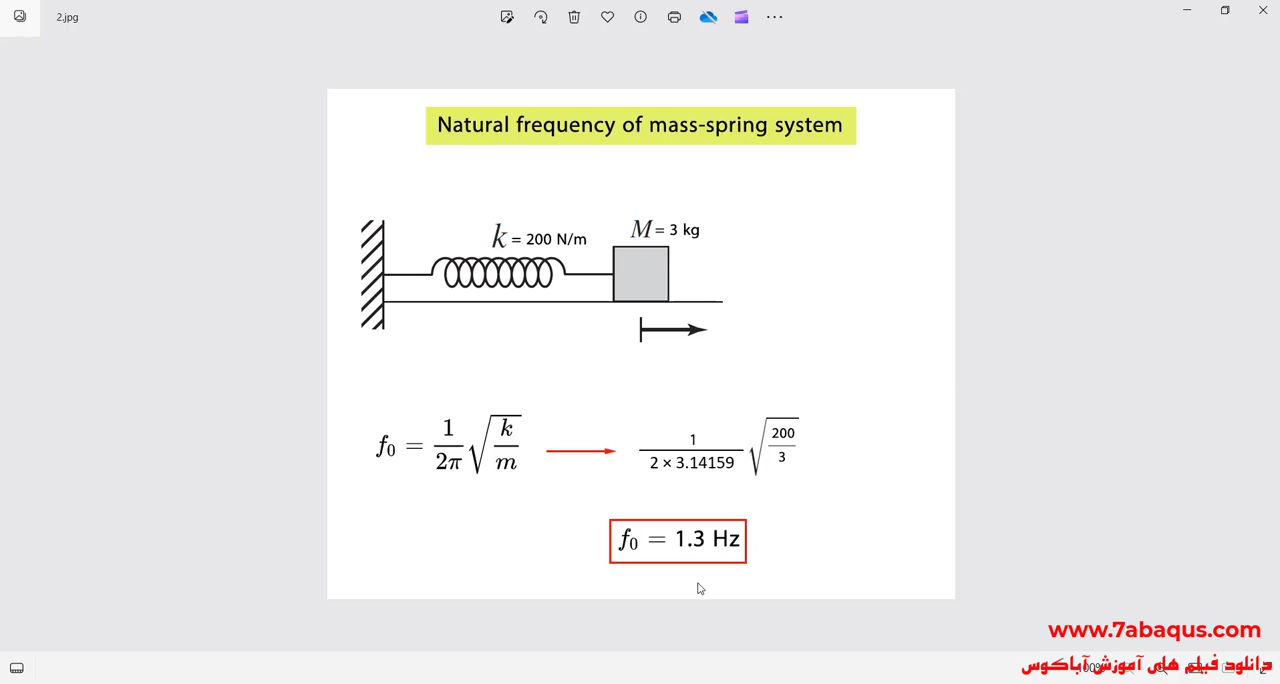 2.jpg
Natural frequency of mass-spring system
k = 200 N/m
M = 3 kg
f₀ = 1/2π √k/m
1/2 × 3.14159 √200/3
f₀ = 1.3 Hz
www.7abaqus.com
دانلود فیلم های آموزش آباکوس
100%